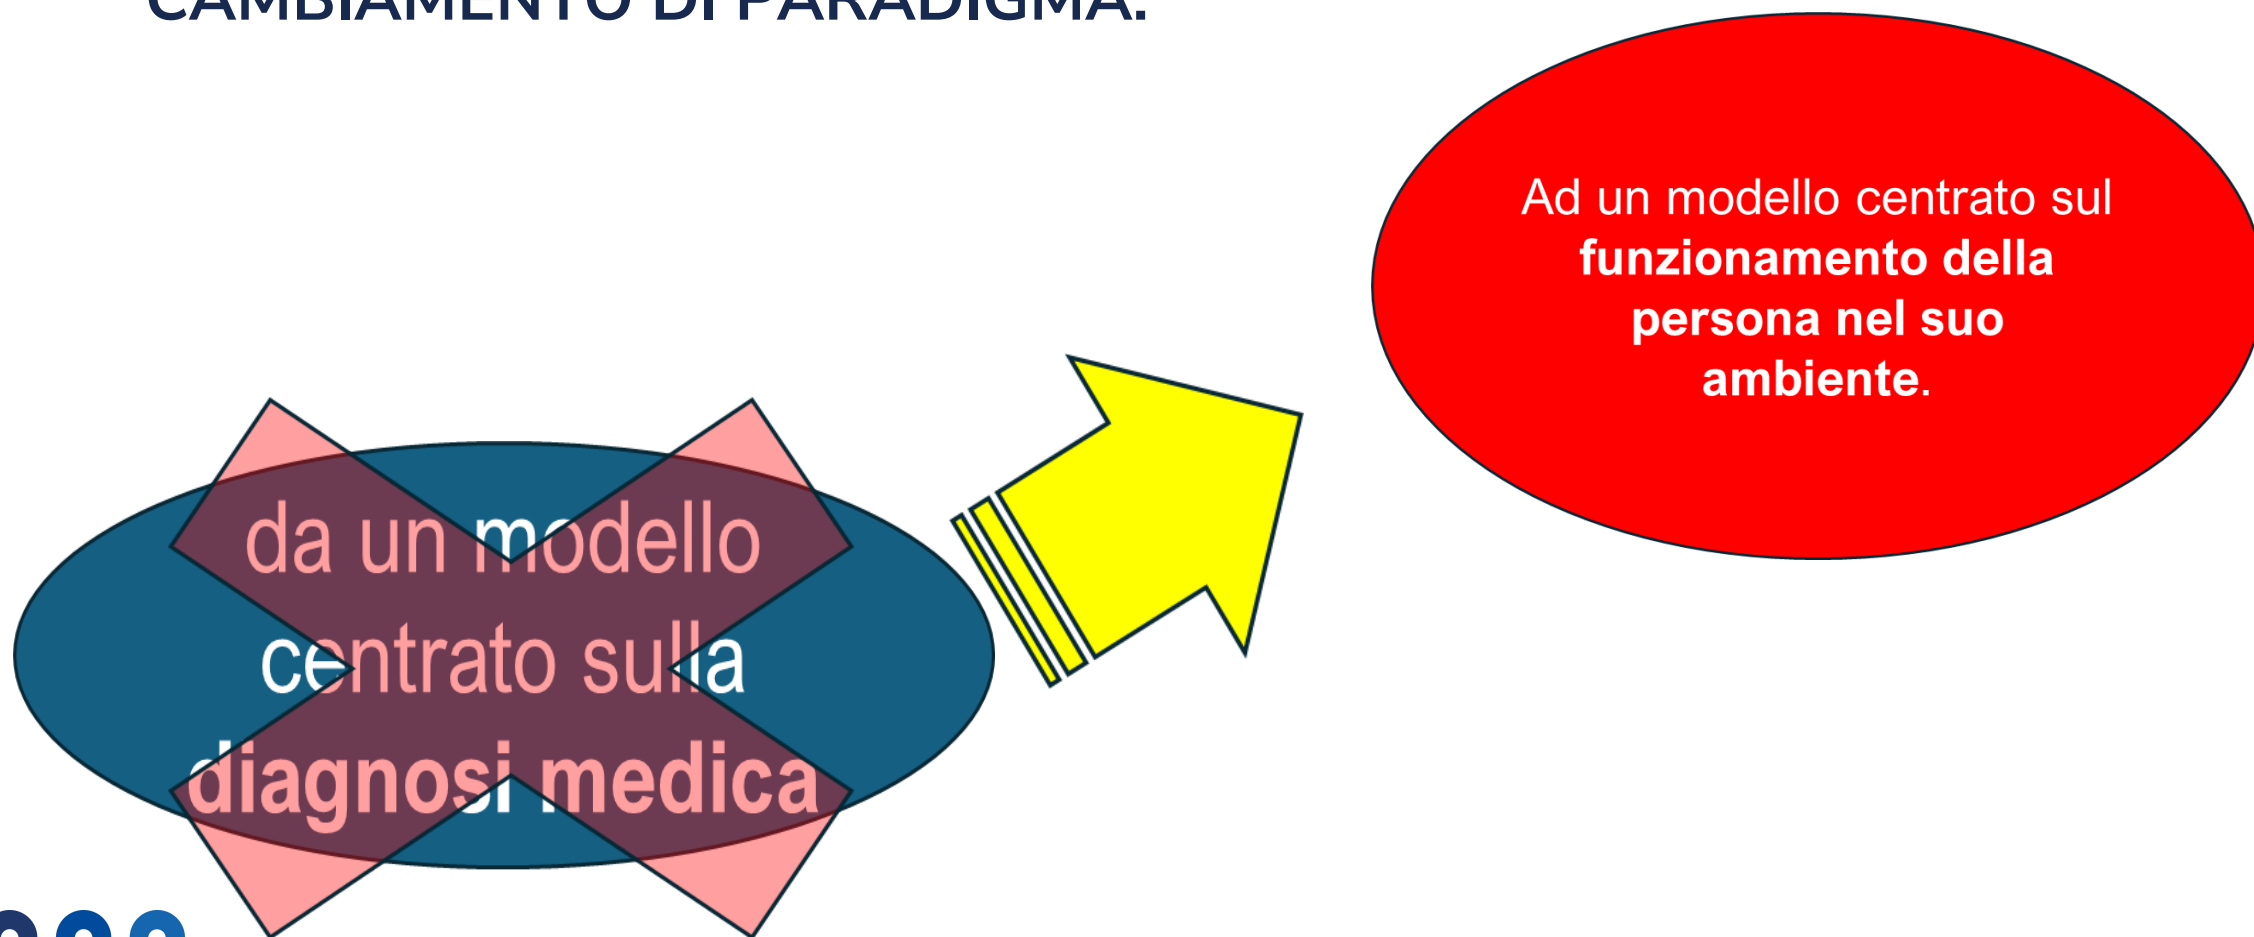 CAMBIAMENTO DI PARADIGMA:
Ad un modello centrato sul
funzionamento della
persona nel suo
ambiente.
da un modello
centrato sulla
diagnosi medica